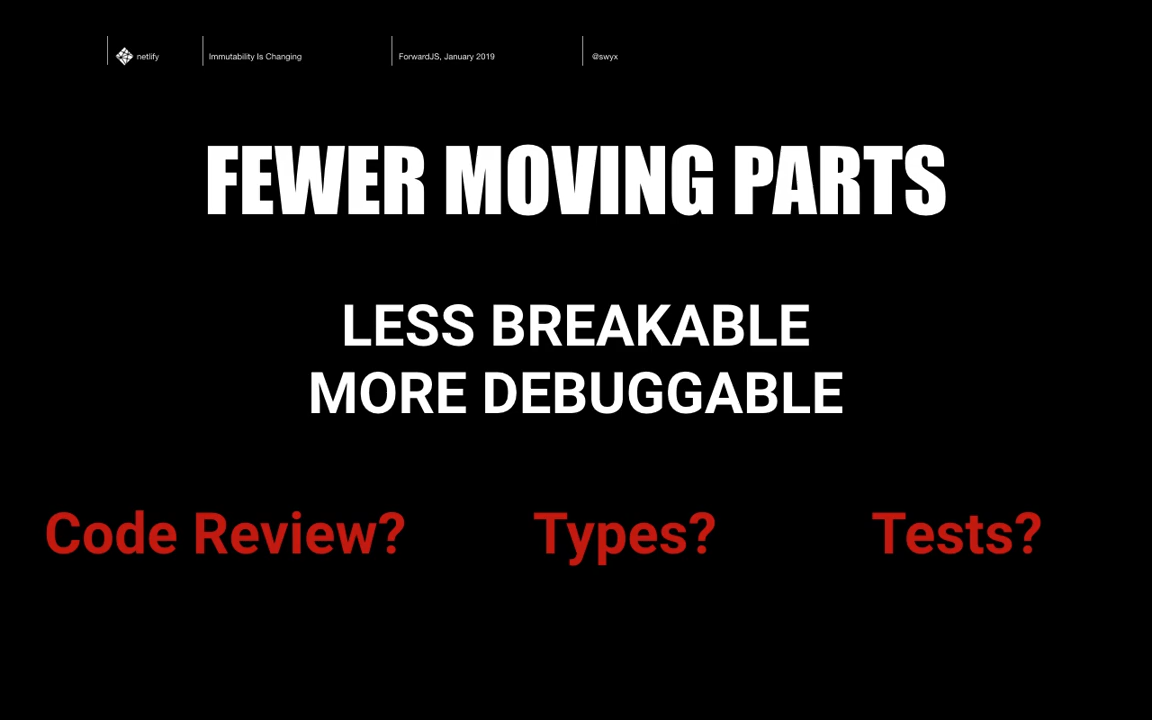 netlify Immutability Is Changing ForwardJS, January 2019 @swyx
FEWER MOVING PARTS
LESS BREAKABLE
MORE DEBUGGABLE
Code Review? Types? Tests?